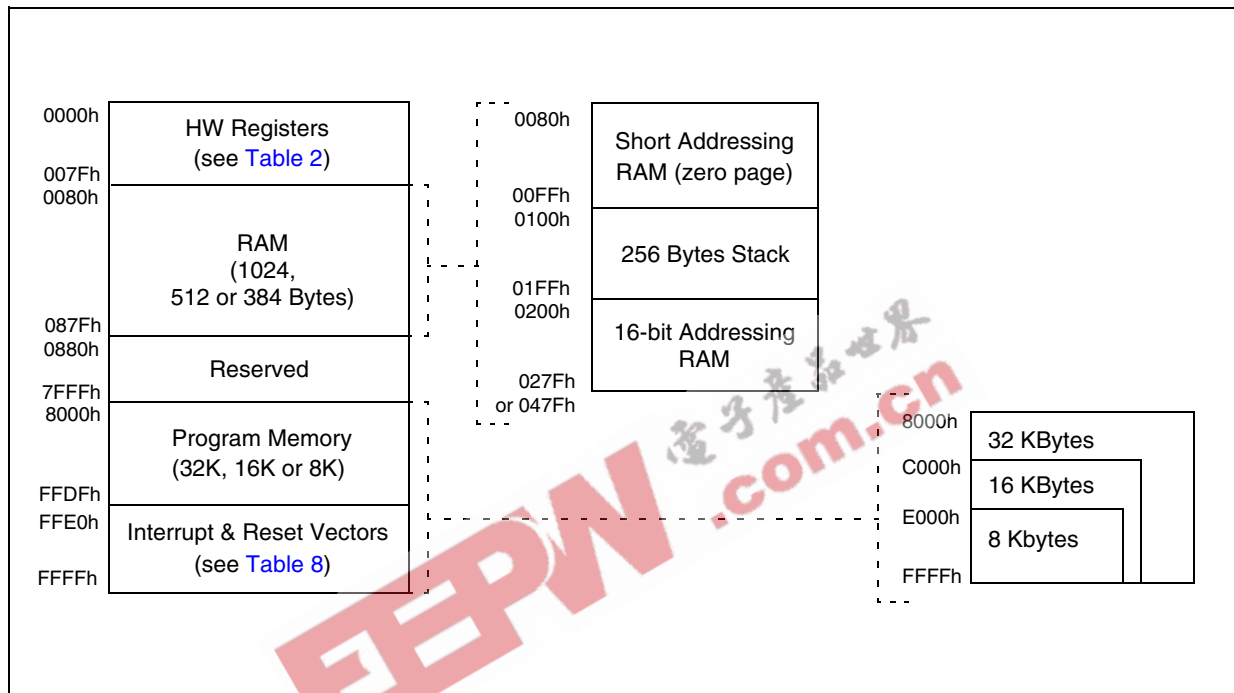 0000h
HW Registers
(see Table 2)
007Fh
0080h
RAM
(1024,
512 or 384 Bytes)
087Fh
0880h
Reserved
7FFFh
8000h
Program Memory
(32K, 16K or 8K)
FFDFh
FFE0h
Interrupt & Reset Vectors
(see Table 8)
FFFFh
0080h
Short Addressing
RAM (zero page)
00FFh
0100h
256 Bytes Stack
01FFh
0200h
16-bit Addressing
RAM
027Fh
or 047Fh
8000h
32 KBytes
C000h
16 KBytes
E000h
8 Kbytes
FFFFh
EEPW
.com.cn
電子產品世界